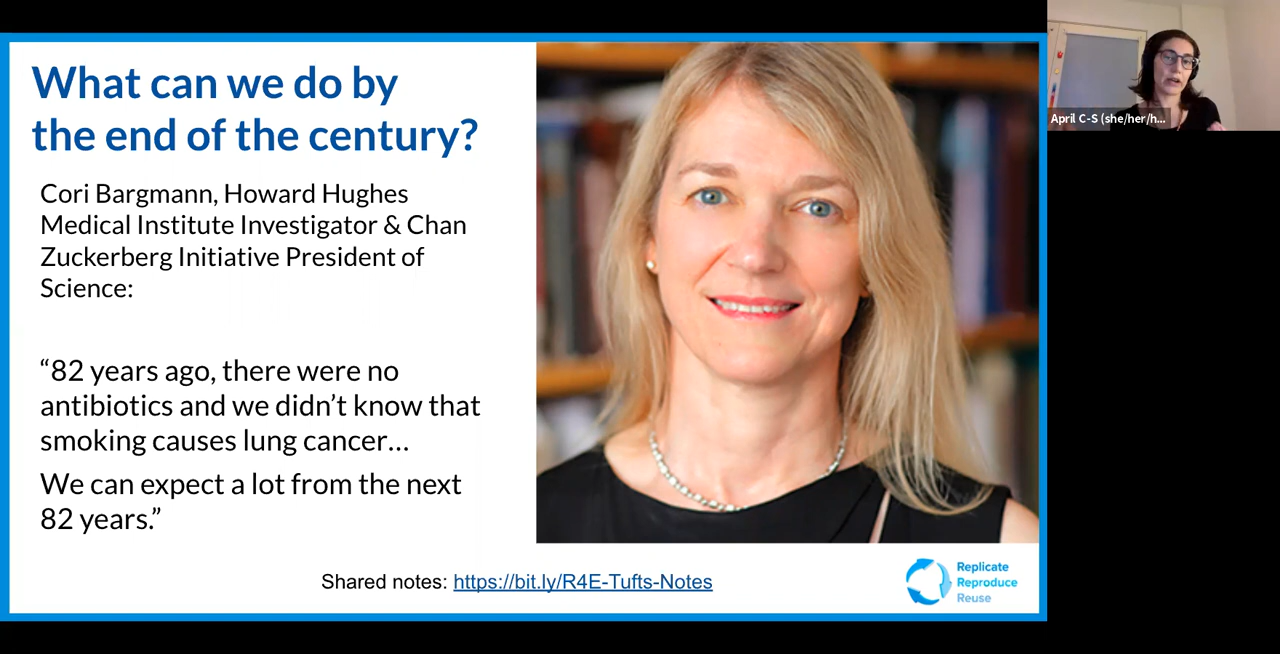 What can we do by
the end of the century?
Cori Bargmann, Howard Hughes
Medical Institute Investigator & Chan
Zuckerberg Initiative President of
Science:
“82 years ago, there were no
antibiotics and we didn’t know that
smoking causes lung cancer...
We can expect a lot from the next
82 years.”
Shared notes: https://bit.ly/R4E-Tufts-Notes
Replicate
Reproduce
Reuse
April C-S (she/her/h...